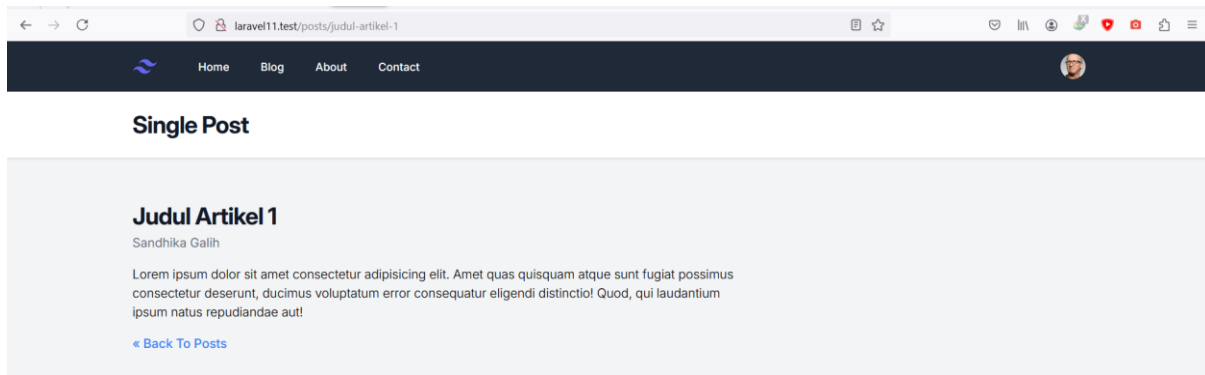 laravel11.test/posts/judul-artikel-1
Home Blog About Contact
Single Post
Judul Artikel 1
Sandhika Galih
Lorem ipsum dolor sit amet consectetur adipisicing elit. Amet quas quisquam atque sunt fugiat possimus
consectetur deserunt, ducimus voluptatum error consequatur eligendi distinctio! Quod, qui laudantium
ipsum natus repudiandae aut!
« Back To Posts